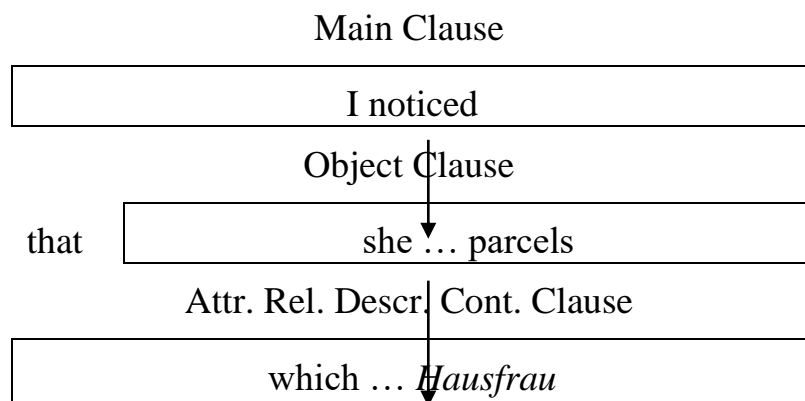 Main Clause
I noticed
Object Clause
that she … parcels
Attr. Rel. Descr. Cont. Clause
which … Hausfrau